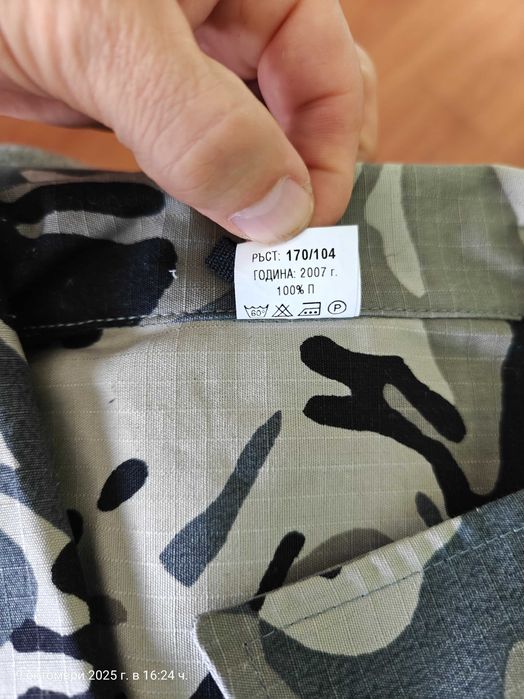 РЪСТ: 170/104
ГОДИНА: 2007 г.
100% П
60°
P
октомври 2025 г. в 16:24 ч.